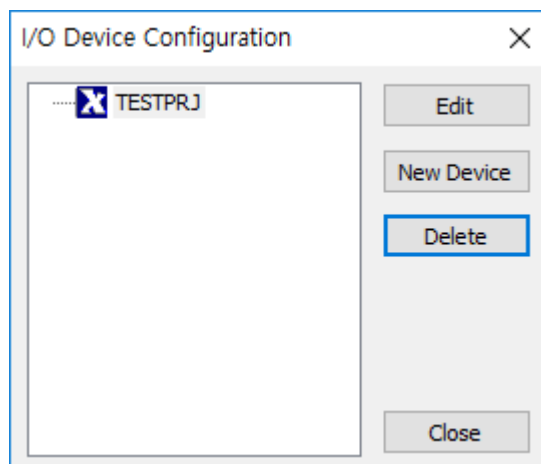 I/O Device Configuration
TESTPRJ
Edit
New Device
Delete
Close